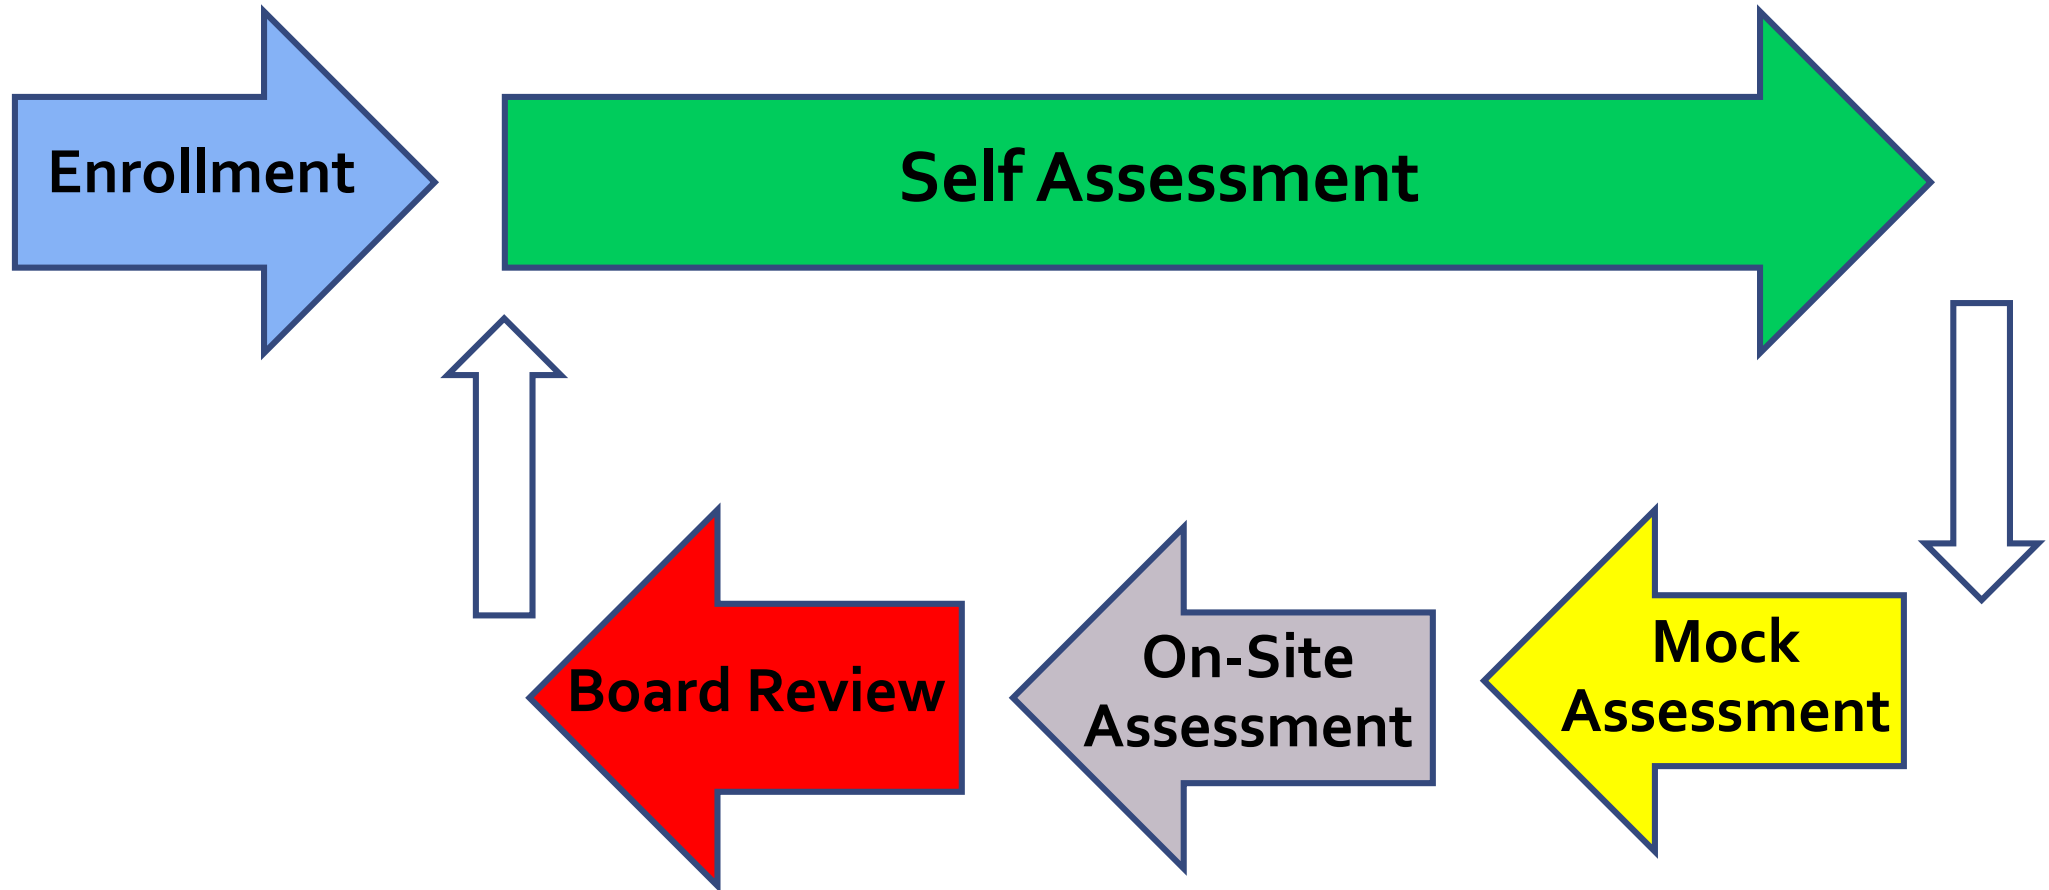 Enrollment
Self Assessment
Mock
Assessment
On-Site
Assessment
Board Review